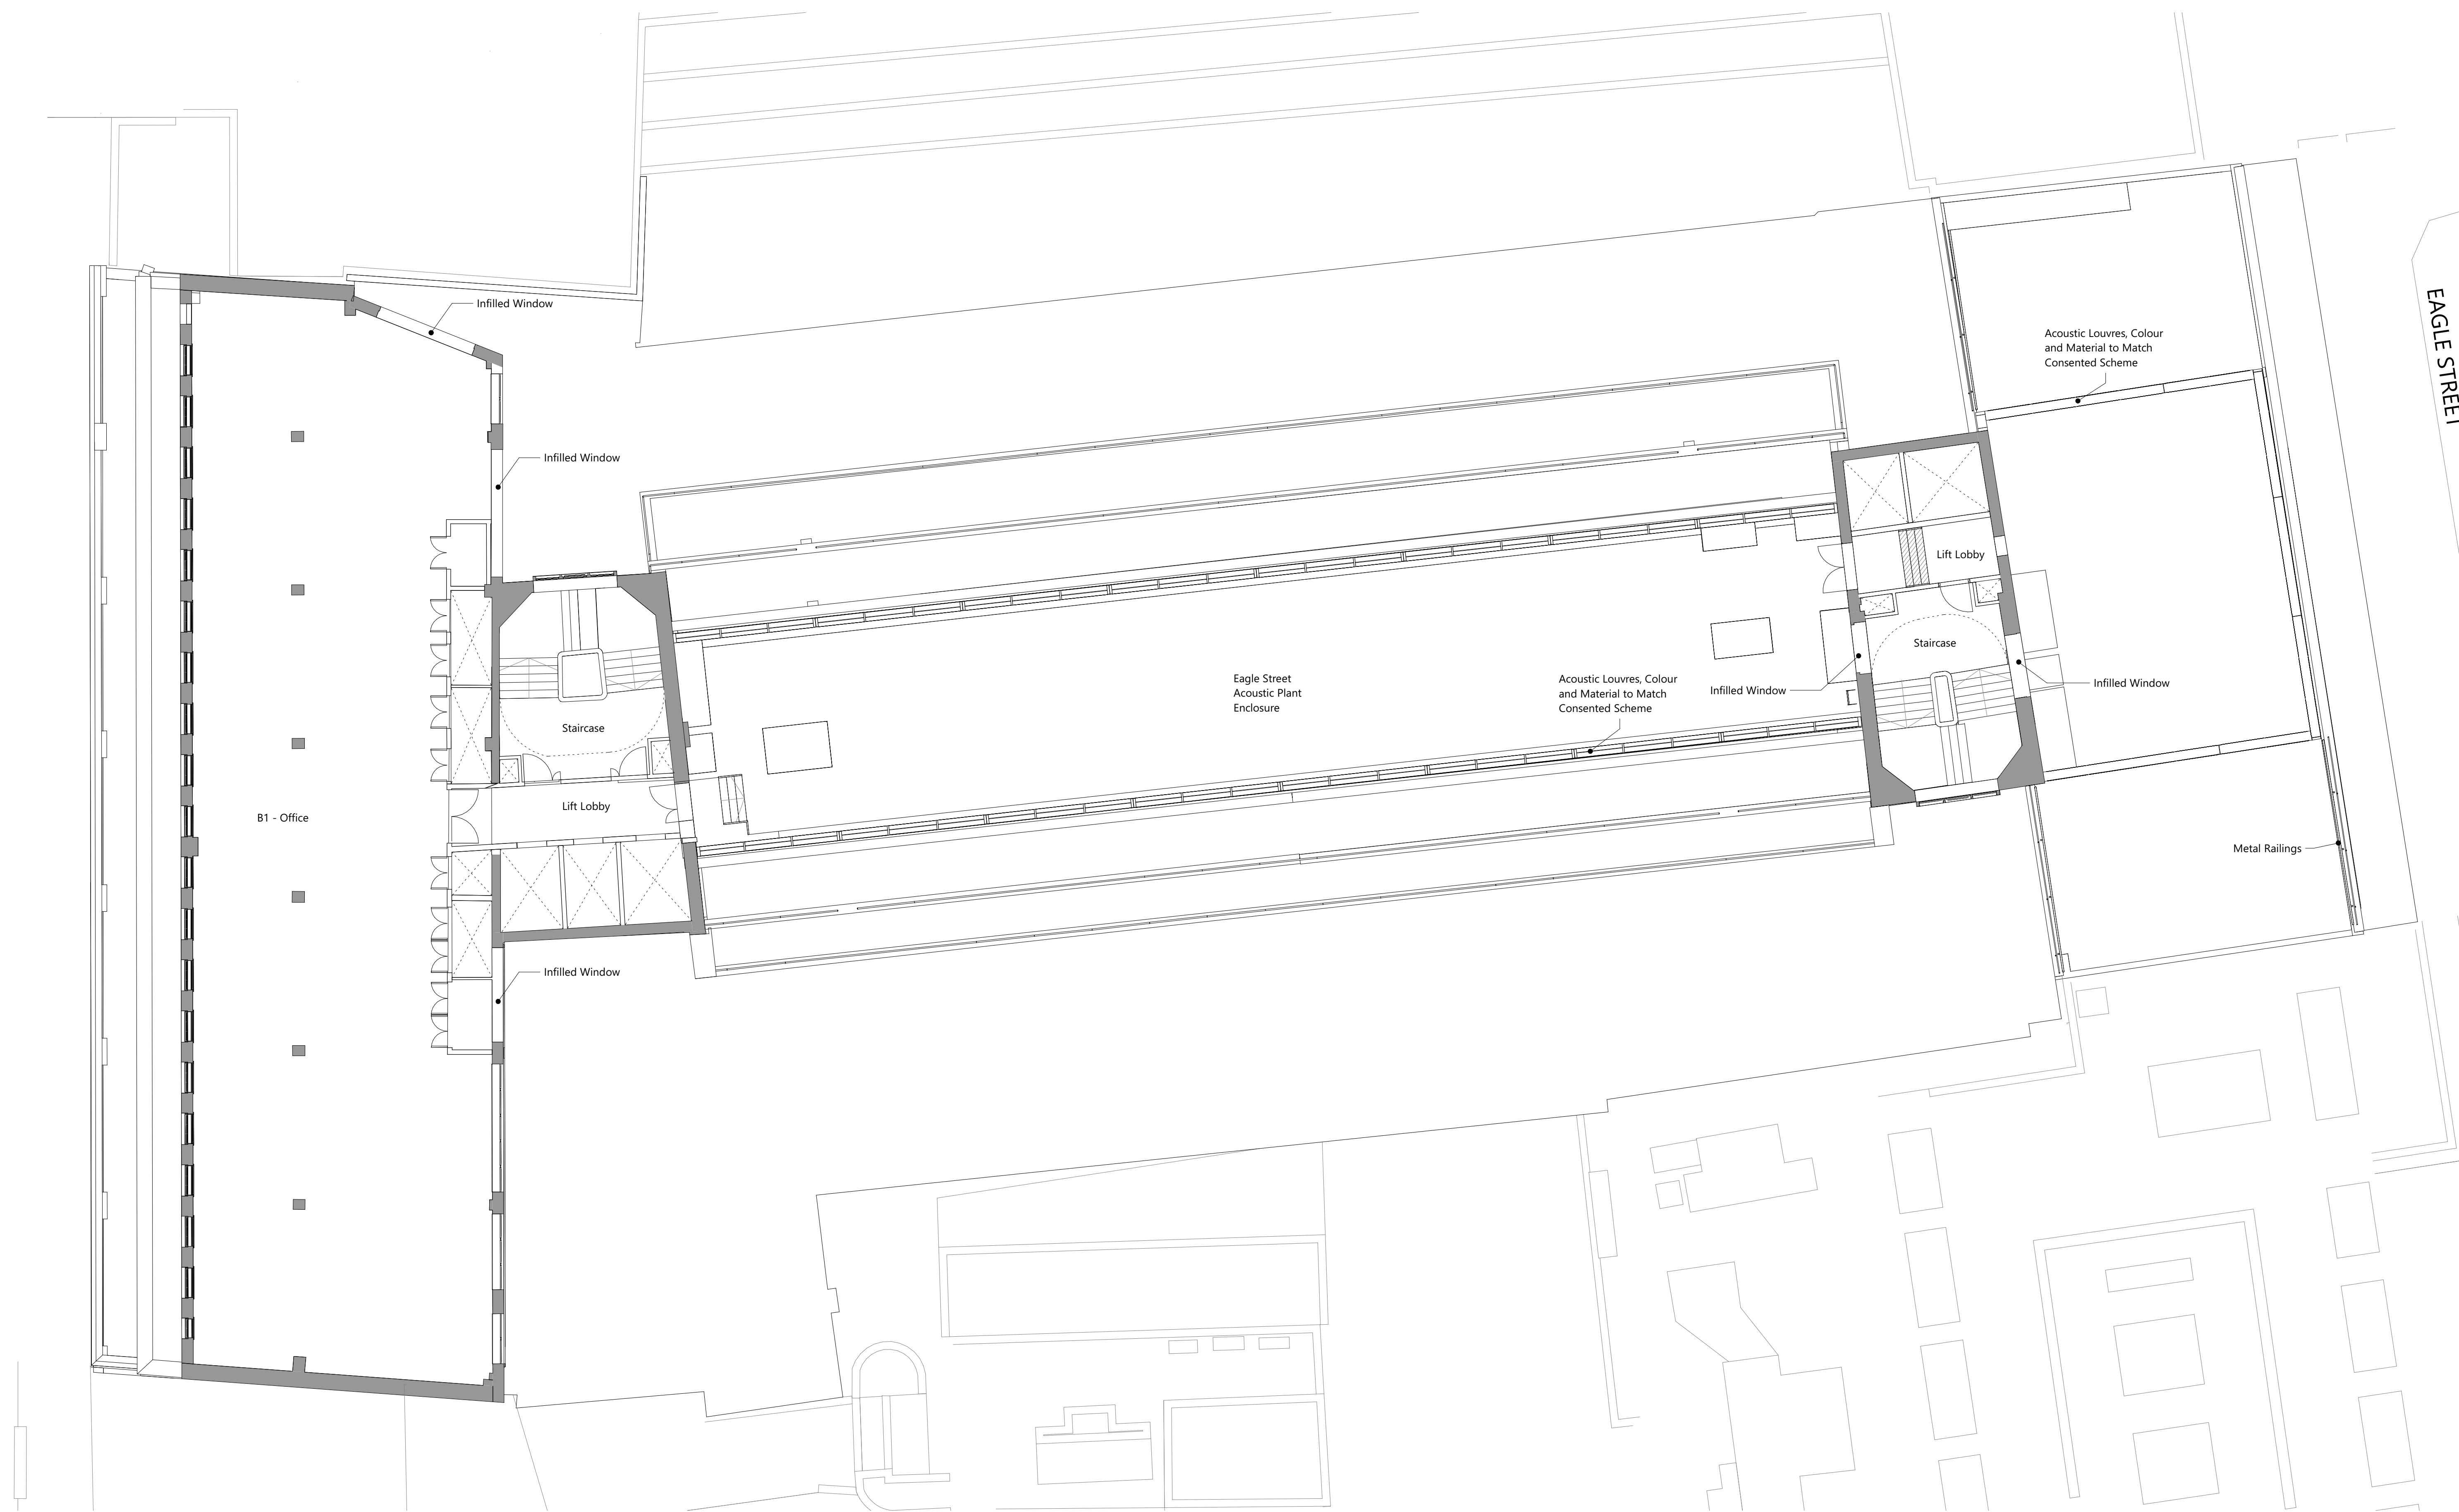 Infilled Window
EAGLE STREET
Acoustic Louvres, Colour
and Material to Match
Consented Scheme
Infilled Window
Lift Lobby
Staircase
Eagle Street
Acoustic Plant
Enclosure
Acoustic Louvres, Colour
and Material to Match
Consented Scheme
Infilled Window
Infilled Window
Staircase
Lift Lobby
B1 - Office
Metal Railings
Infilled Window